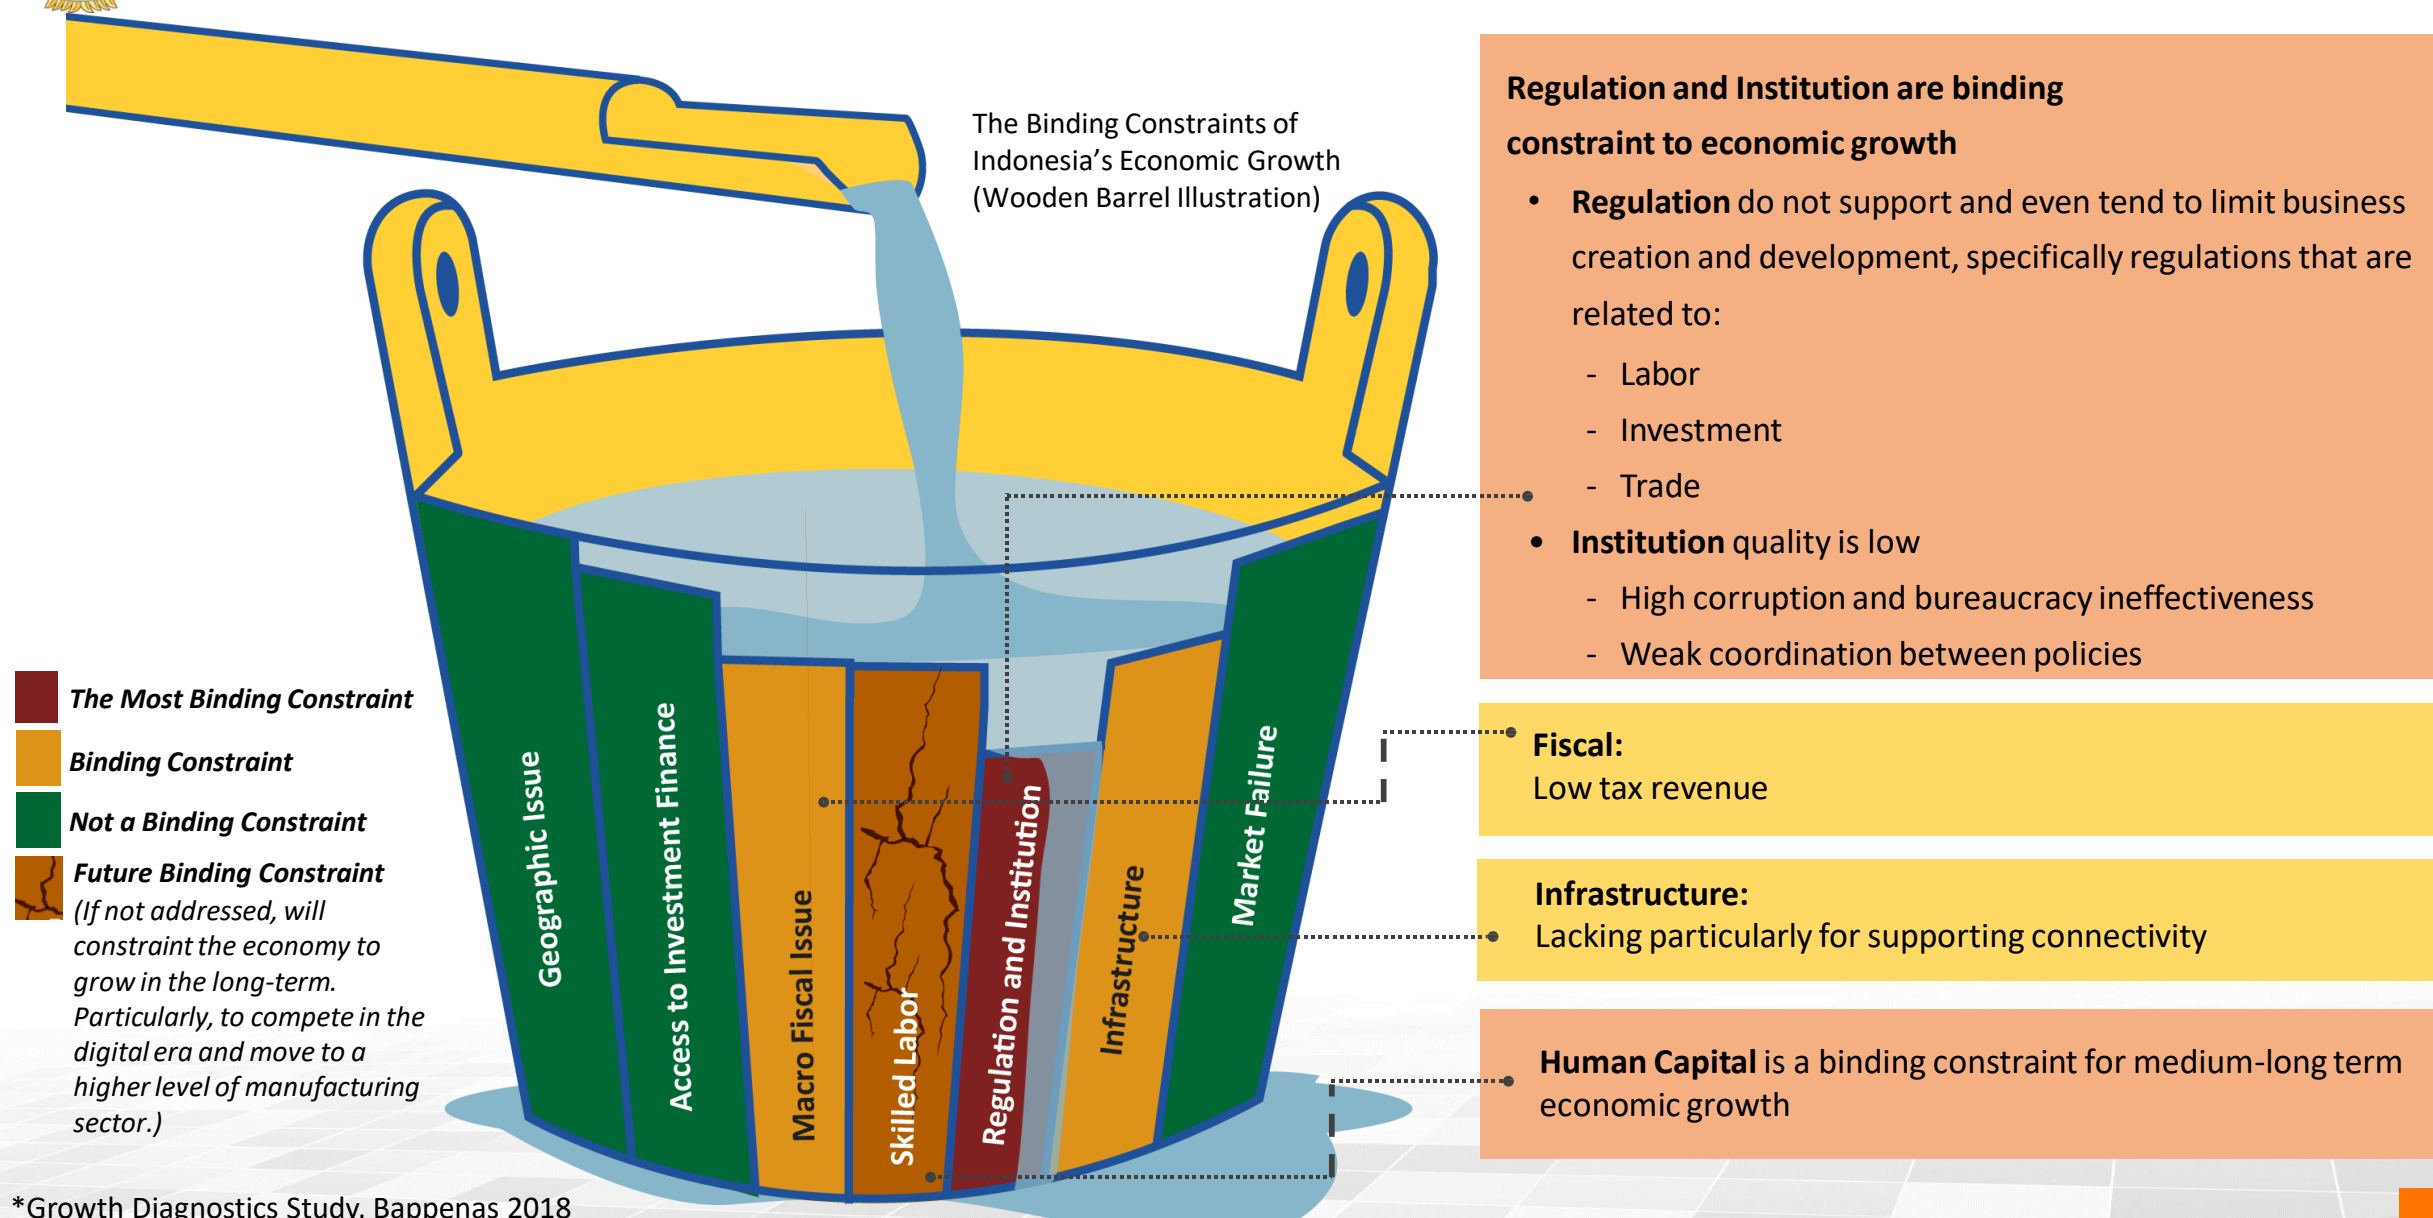 The Binding Constraints of
Indonesia’s Economic Growth
(Wooden Barrel Illustration)
The Most Binding Constraint
Binding Constraint
Not a Binding Constraint
Future Binding Constraint
(If not addressed, will
constraint the economy to
grow in the long-term.
Particularly, to compete in the
digital era and move to a
higher level of manufacturing
sector.)
Geographic Issue
Access to Investment Finance
Macro Fiscal Issue
Skilled Labor
Regulation and Institution
Infrastructure
Market Failure
Regulation and Institution are binding
constraint to economic growth
• Regulation do not support and even tend to limit business
creation and development, specifically regulations that are
related to:
- Labor
- Investment
- Trade
• Institution quality is low
- High corruption and bureaucracy ineffectiveness
- Weak coordination between policies
Fiscal:
Low tax revenue
Infrastructure:
Lacking particularly for supporting connectivity
Human Capital is a binding constraint for medium-long term
economic growth
*Growth Diagnostics Study, Bappenas 2018